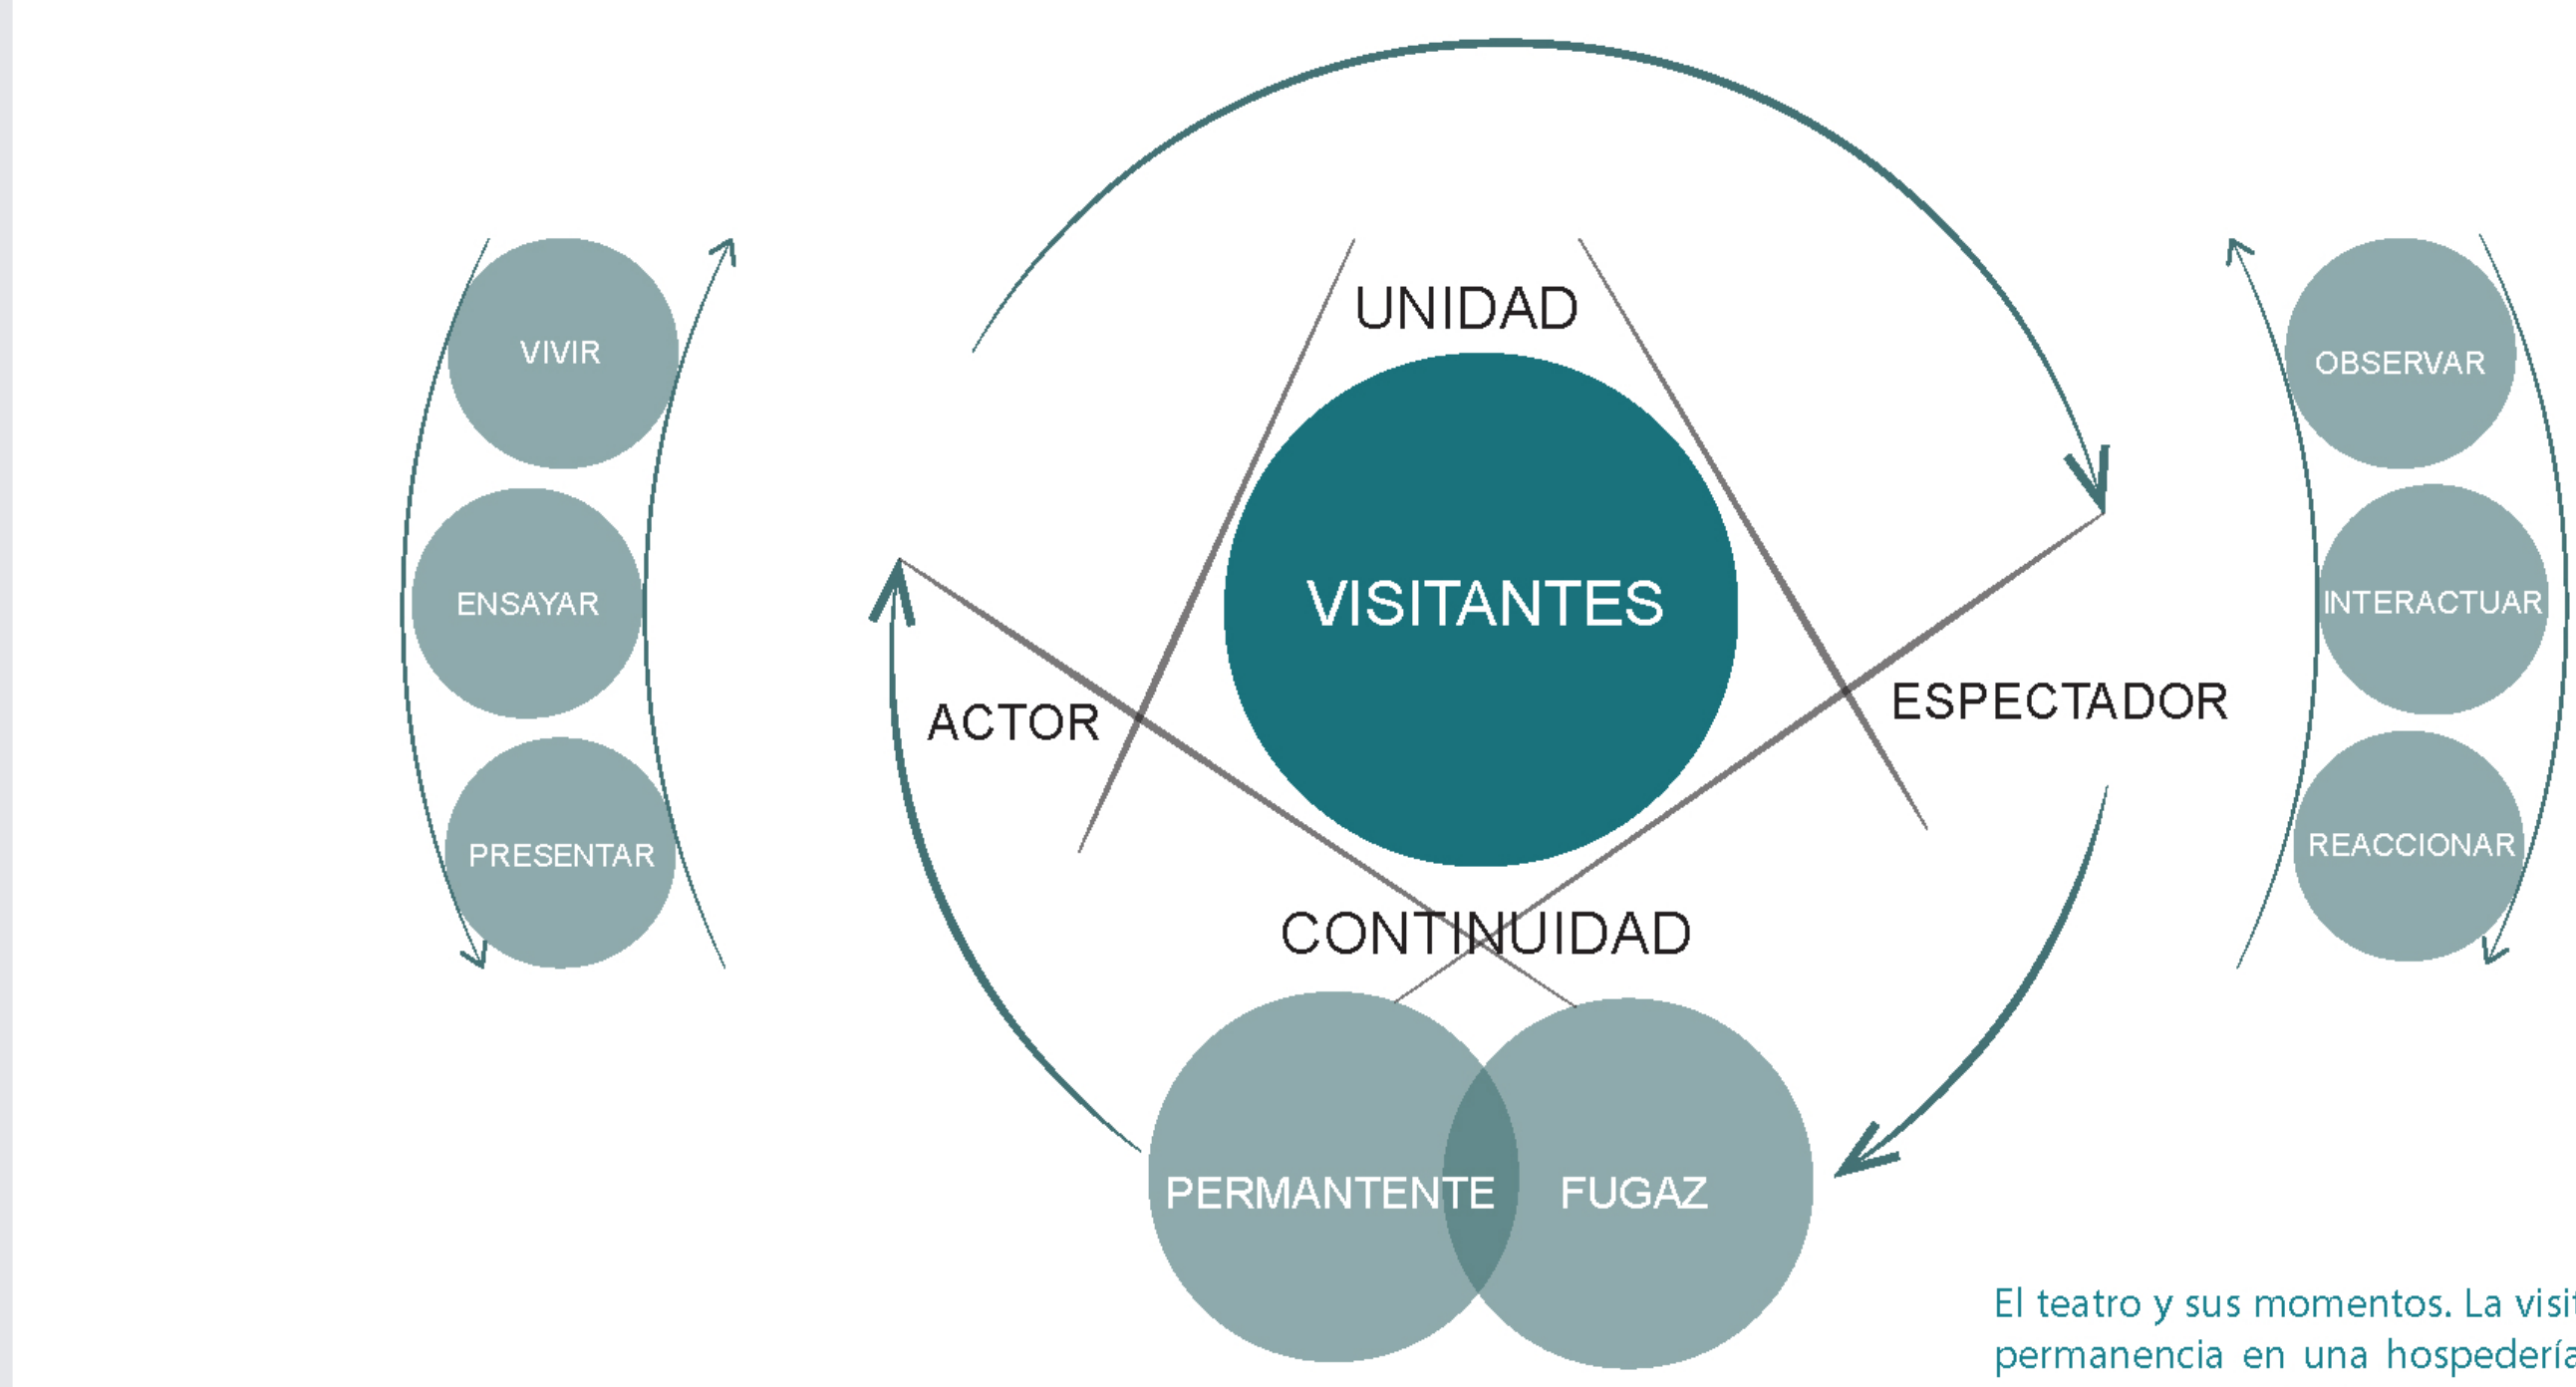 UNIDAD
VIVIR
OBSERVAR
VISITANTES
ENSAYAR
INTERACTUAR
ACTOR
ESPECTADOR
PRESENTAR
REACCIONAR
CONTINUIDAD
PERMANTENTE
FUGAZ
El teatro y sus momentos. La
permanencia en una hospedería